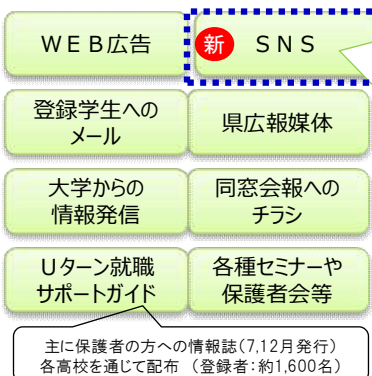 ＷＥＢ広告
新 ＳＮＳ
登録学生への
メール
県広報媒体
大学からの
情報発信
同窓会報への
チラシ
Ｕターン就職
サポートガイド
各種セミナーや
保護者会等
主に保護者の方への情報誌（7,12月発行）
各高校を通じて配布 （登録者：約1,600名）